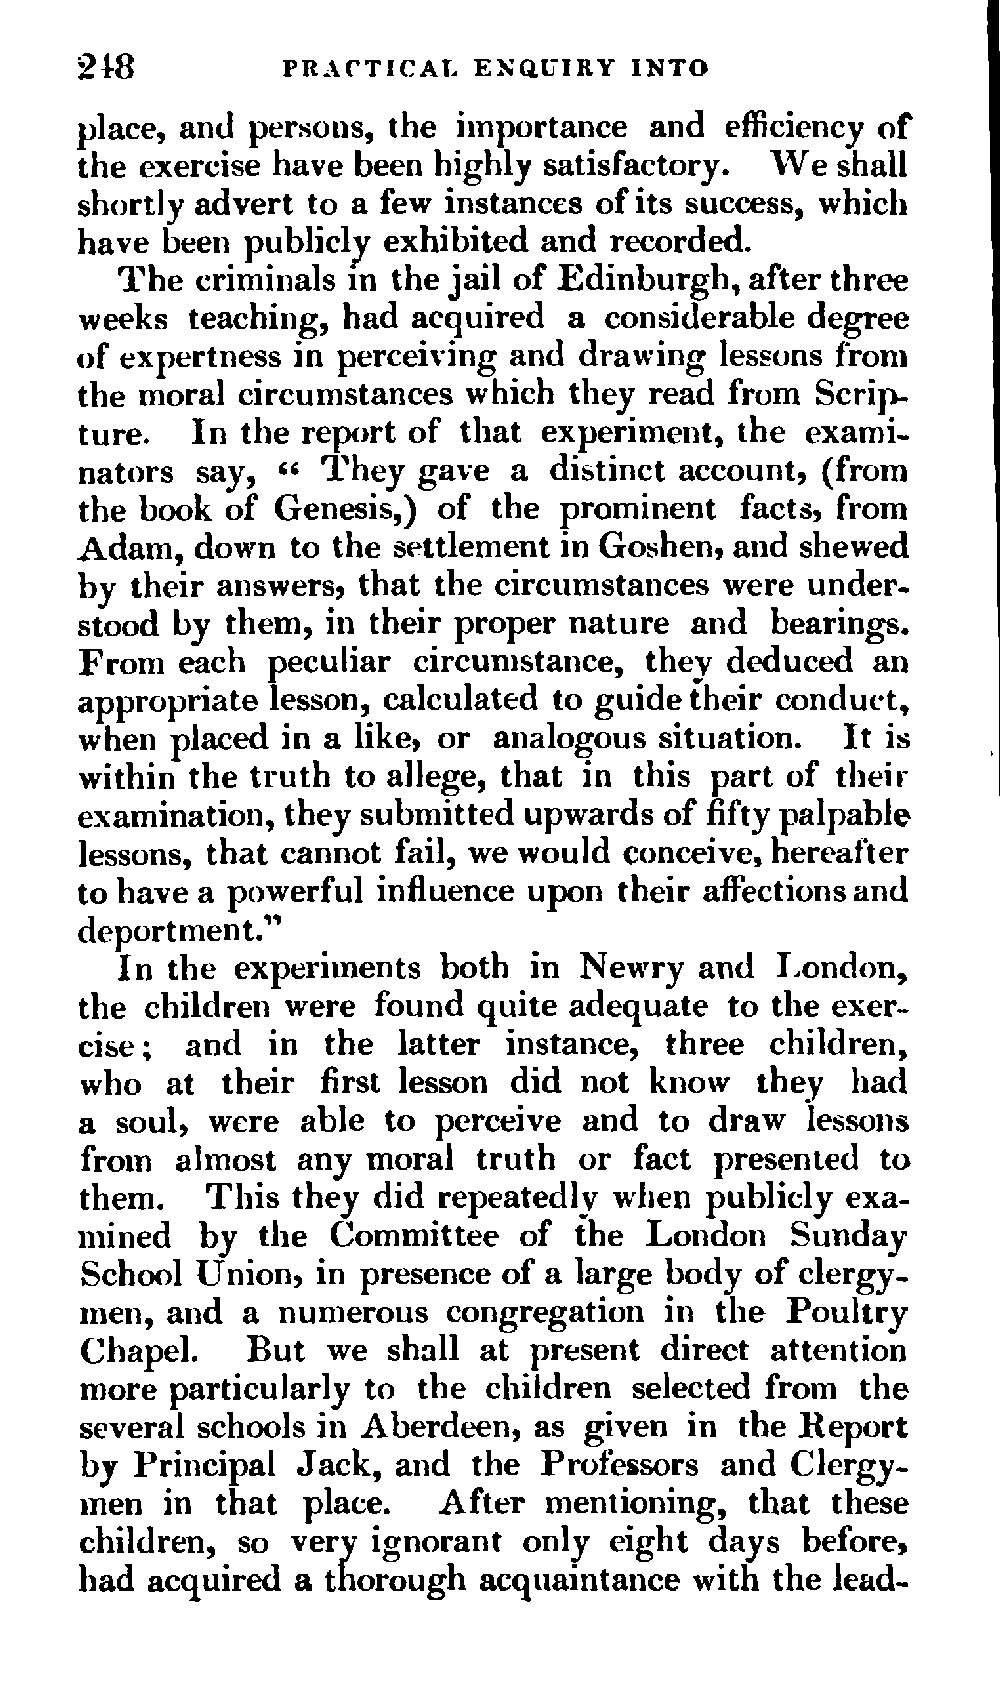 248 PRACTICAL ENQUIRY INTO
place, and persons, the importance and efficiency of
the exercise have been highly satisfactory. We shall
shortly advert to a few instances of its success, which
have been publicly exhibited and recorded.
The criminals in the jail of Edinburgh, after three
weeks teaching, had acquired a considerable degree
of expertness in perceiving and drawing lessons from
the moral circumstances which they read from Scrip-
ture. In the report of that experiment, the exami-
nators say, “ They gave a distinct account, (from
the book of Genesis,) of the prominent facts, from
Adam, down to the settlement in Goshen, and shewed
by their answers, that the circumstances were under-
stood by them, in their proper nature and bearings.
From each peculiar circumstance, they deduced an
appropriate lesson, calculated to guide their conduct,
when placed in a like, or analogous situation. It is
within the truth to allege, that in this part of their
examination, they submitted upwards of fifty palpable
lessons, that cannot fail, we would conceive, hereafter
to have a powerful influence upon their affections and
deportment.”
In the experiments both in Newry and London,
the children were found quite adequate to the exer-
cise; and in the latter instance, three children,
who at their first lesson did not know they had
a soul, were able to perceive and to draw lessons
from almost any moral truth or fact presented to
them. This they did repeatedly when publicly exa-
mined by the Committee of the London Sunday
School Union, in presence of a large body of clergy-
men, and a numerous congregation in the Poultry
Chapel. But we shall at present direct attention
more particularly to the children selected from the
several schools in Aberdeen, as given in the Report
by Principal Jack, and the Professors and Clergy-
men in that place. After mentioning, that these
children, so very ignorant only eight days before,
had acquired a thorough acquaintance with the lead-